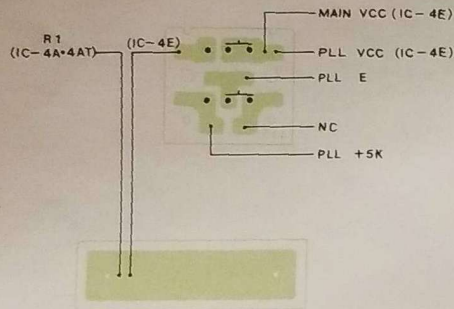 MAIN VCC (IC-4E)
R1
(IC-4A•4AT)
(IC-4E)
PLL VCC (IC-4E)
PLL E
NC
PLL +5K